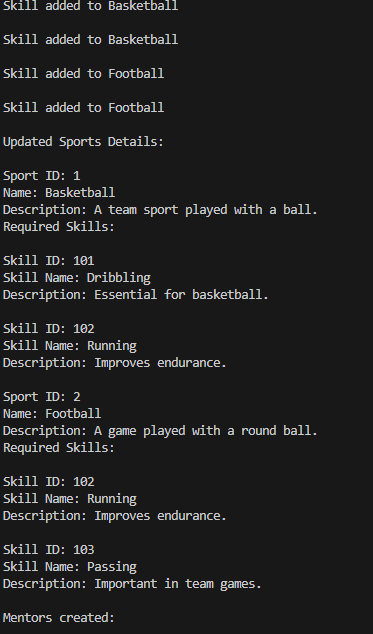 Skill added to Basketball
Skill added to Basketball
Skill added to Football
Skill added to Football
Updated Sports Details:
Sport ID: 1
Name: Basketball
Description: A team sport played with a ball.
Required Skills:
Skill ID: 101
Skill Name: Dribbling
Description: Essential for basketball.
Skill ID: 102
Skill Name: Running
Description: Improves endurance.
Sport ID: 2
Name: Football
Description: A game played with a round ball.
Required Skills:
Skill ID: 102
Skill Name: Running
Description: Improves endurance.
Skill ID: 103
Skill Name: Passing
Description: Important in team games.
Mentors created: